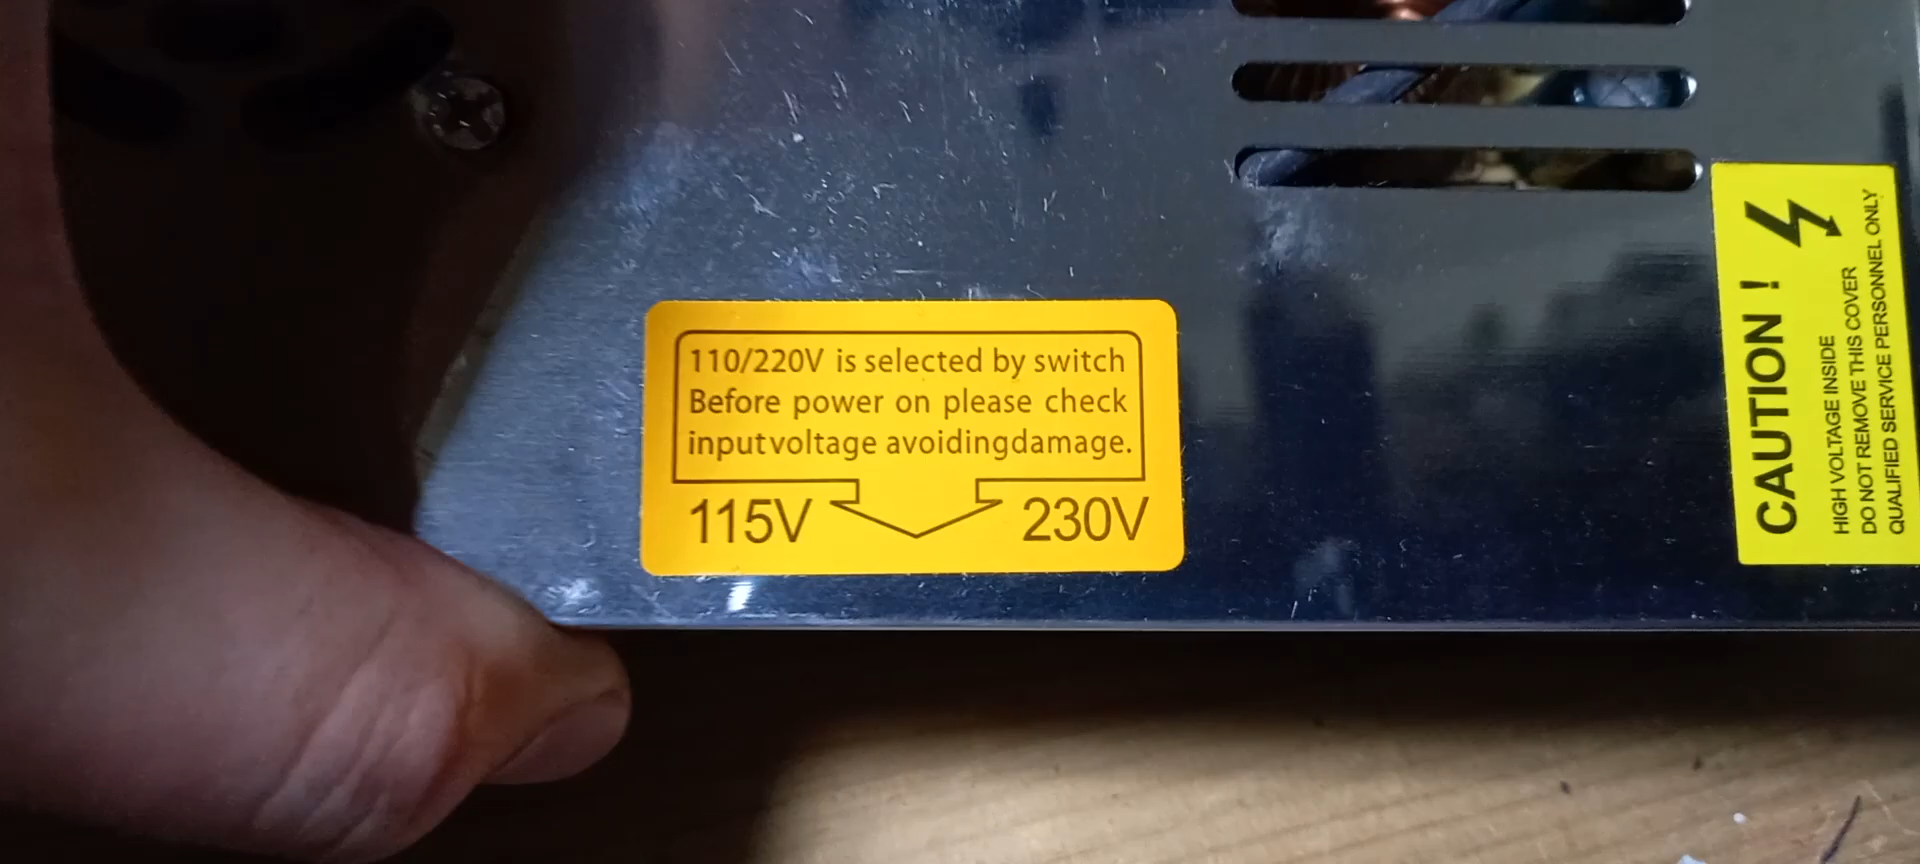 110/220V is selected by switch
Before power on please check
inputvoltage avoidingdamage.
115V 230V
CAUTION !
HIGH VOLTAGE INSIDE
DO NOT REMOVE THIS COVER
QUALIFIED SERVICE PERSONNEL ONLY